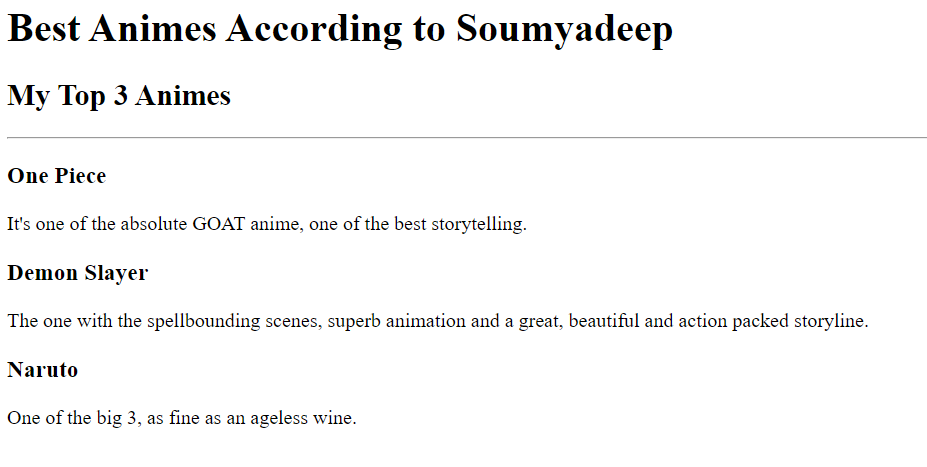 Best Animes According to Soumyadeep
My Top 3 Animes
One Piece
It's one of the absolute GOAT anime, one of the best storytelling.
Demon Slayer
The one with the spellbounding scenes, superb animation and a great, beautiful and action packed storyline.
Naruto
One of the big 3, as fine as an ageless wine.